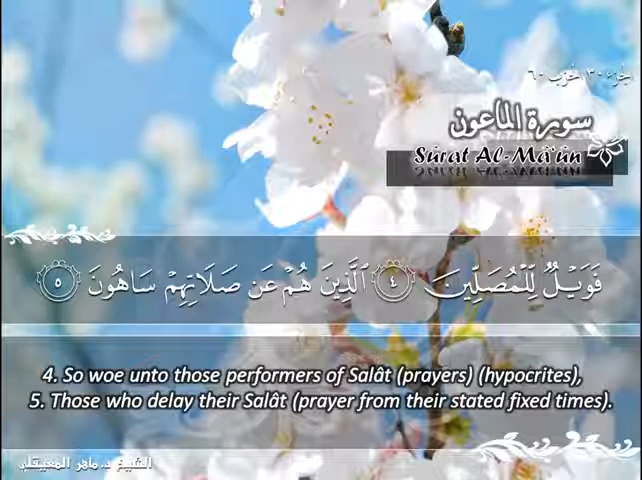 الجزء ٣٠ الحزب ٦٠
سورة الماعون
Sûrat Al-Mâ'ûn
فَوَيْلٌ لِّلْمُصَلِّينَ ٤ ٱلَّذِينَ هُمْ عَن صَلَاتِهِمْ سَاهُونَ ٥
4. So woe unto those performers of Salât (prayers) (hypocrites),
5. Those who delay their Salât (prayer from their stated fixed times).
الشيخ د. ماهر المعيقلي